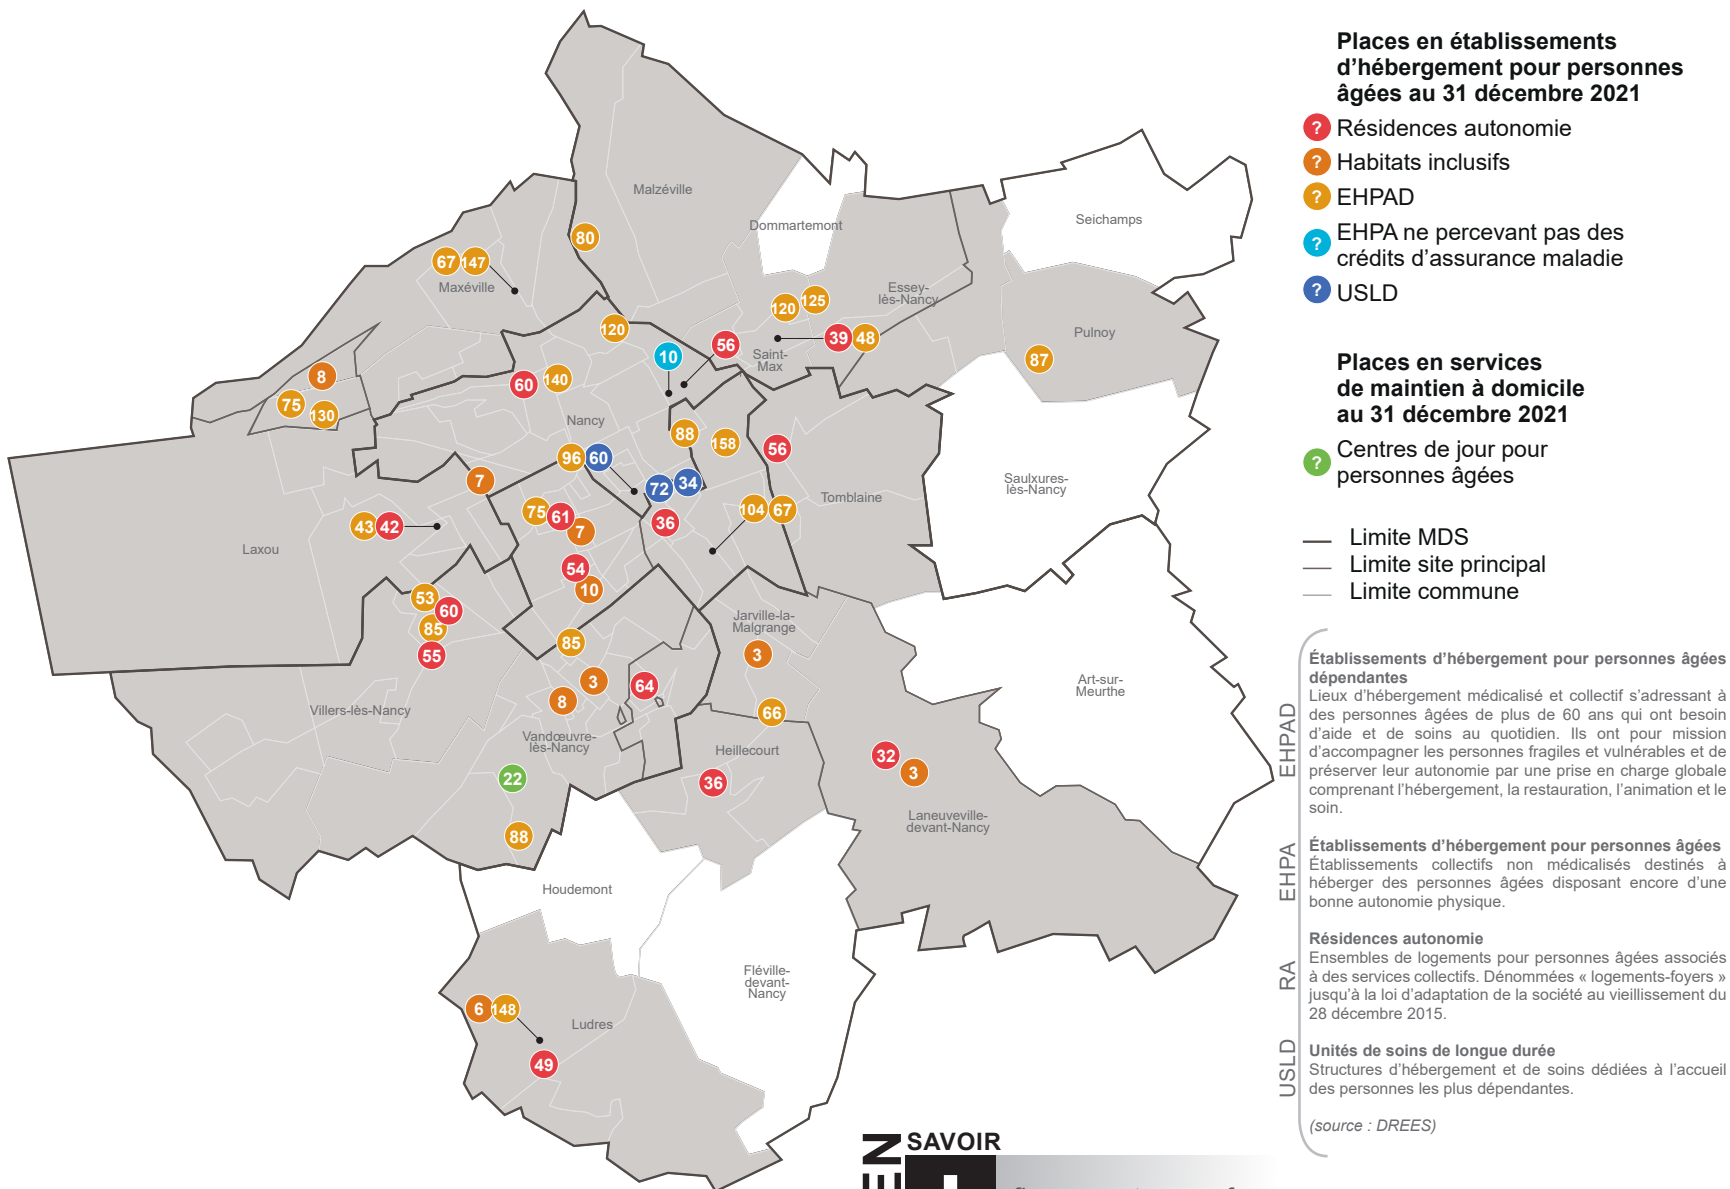 Places en établissements
d'hébergement pour personnes
âgées au 31 décembre 2021
? Résidences autonomie
? Habitats inclusifs
? EHPAD
? EHPA ne percevant pas des
crédits d'assurance maladie
? USLD
Places en services
de maintien à domicile
au 31 décembre 2021
? Centres de jour pour
personnes âgées
Limite MDS
Limite site principal
Limite commune
EHPAD
Établissements d'hébergement pour personnes âgées
dépendantes
Lieux d'hébergement médicalisé et collectif s'adressant à
des personnes âgées de plus de 60 ans qui ont besoin
d'aide et de soins au quotidien. Ils ont pour mission
d'accompagner les personnes fragiles et vulnérables et de
préserver leur autonomie par une prise en charge globale
comprenant l'hébergement, la restauration, l'animation et le
soin.
EHPA
Établissements d'hébergement pour personnes âgées
Établissements collectifs non médicalisés destinés à
héberger des personnes âgées disposant encore d'une
bonne autonomie physique.
RA
Résidences autonomie
Ensembles de logements pour personnes âgées associés
à des services collectifs. Dénommées « logements-foyers »
jusqu'à la loi d'adaptation de la société au vieillissement du
28 décembre 2015.
USLD
Unités de soins de longue durée
Structures d'hébergement et de soins dédiées à l'accueil
des personnes les plus dépendantes.
(source : DREES)
Malzéville
80
Dommartemont
Seichamps
67 147
Maxéville
Essey-
lès-Nancy
120 125
120
56
39 48
Saint-
Max
Pulnoy
87
10
8
75
130
60 140
Nancy
88
158
56
96 60
7
72 34
Tomblaine
Saulxures-
lès-Nancy
43 42
Laxou
75 61
7
36
104 67
54
10
53
60
85
55
85
Jarville-la-
Malgrange
3
Art-sur-
Meurthe
3
8
64
Villers-lès-Nancy
Vandœuvre-
lès-Nancy
66
Heillecourt
36
32
3
22
Laneuveville-
devant-Nancy
88
Houdemont
Fléville-
devant-
Nancy
6 148
Ludres
49
EN
SAVOIR
+